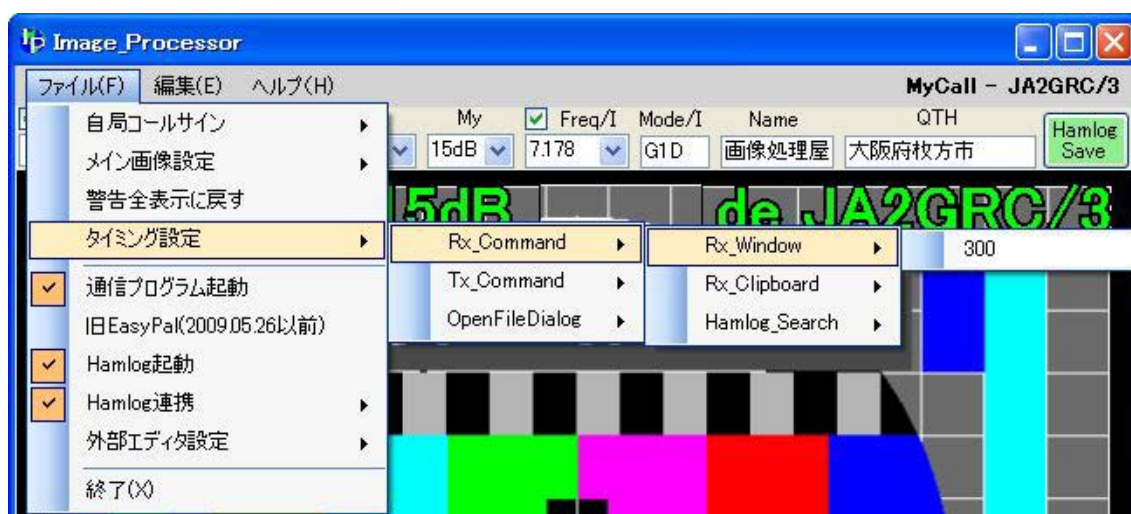 Image_Processor
ファイル(F) 編集(E) ヘルプ(H) MyCall - JA2GRC/3
My Freq/I Mode/I Name QTH
15dB 7.178 G1D 画像処理屋 大阪府枚方市 Hamlog Save
15dB de JA2GRC/3
自局コールサイン
メイン画像設定
警告全表示に戻す
タイミング設定
通信プログラム起動
旧EasyPal(2009.05.26以前)
Hamlog起動
Hamlog連携
外部エディタ設定
終了(X)
Rx_Command
Tx_Command
OpenFileDialog
Rx_Window
Rx_Clipboard
Hamlog_Search
300